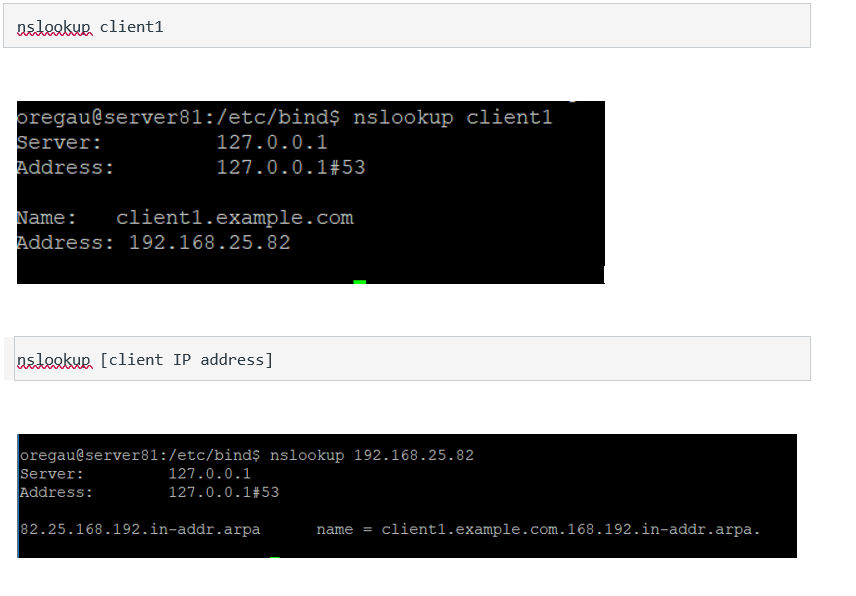 nslookup client1
oregau@server81:/etc/bind$ nslookup client1
Server: 127.0.0.1
Address: 127.0.0.1#53
Name: client1.example.com
Address: 192.168.25.82
nslookup [client IP address]
oregau@server81:/etc/bind$ nslookup 192.168.25.82
Server: 127.0.0.1
Address: 127.0.0.1#53
82.25.168.192.in-addr.arpa name = client1.example.com.168.192.in-addr.arpa.